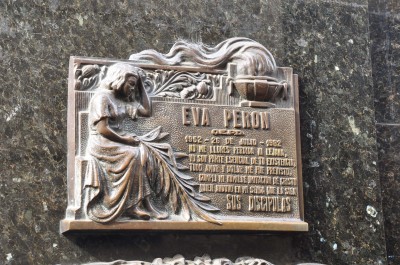 EVA PERON
1952 - 26 DE JULIO - 1982
NO ME LLORES PERDIDA NI LEJANA,
YO SOY PARTE ESENCIAL DE TU EXISTENCIA
TODO AMOR Y DOLOR ME FUE PREVISTO,
CUMPLI MI HUMILDE IMITACION DE CRISTO
QUIEN ANDUVO EN MI SENDA QUE LA SIGA
SUS DISCIPULOS